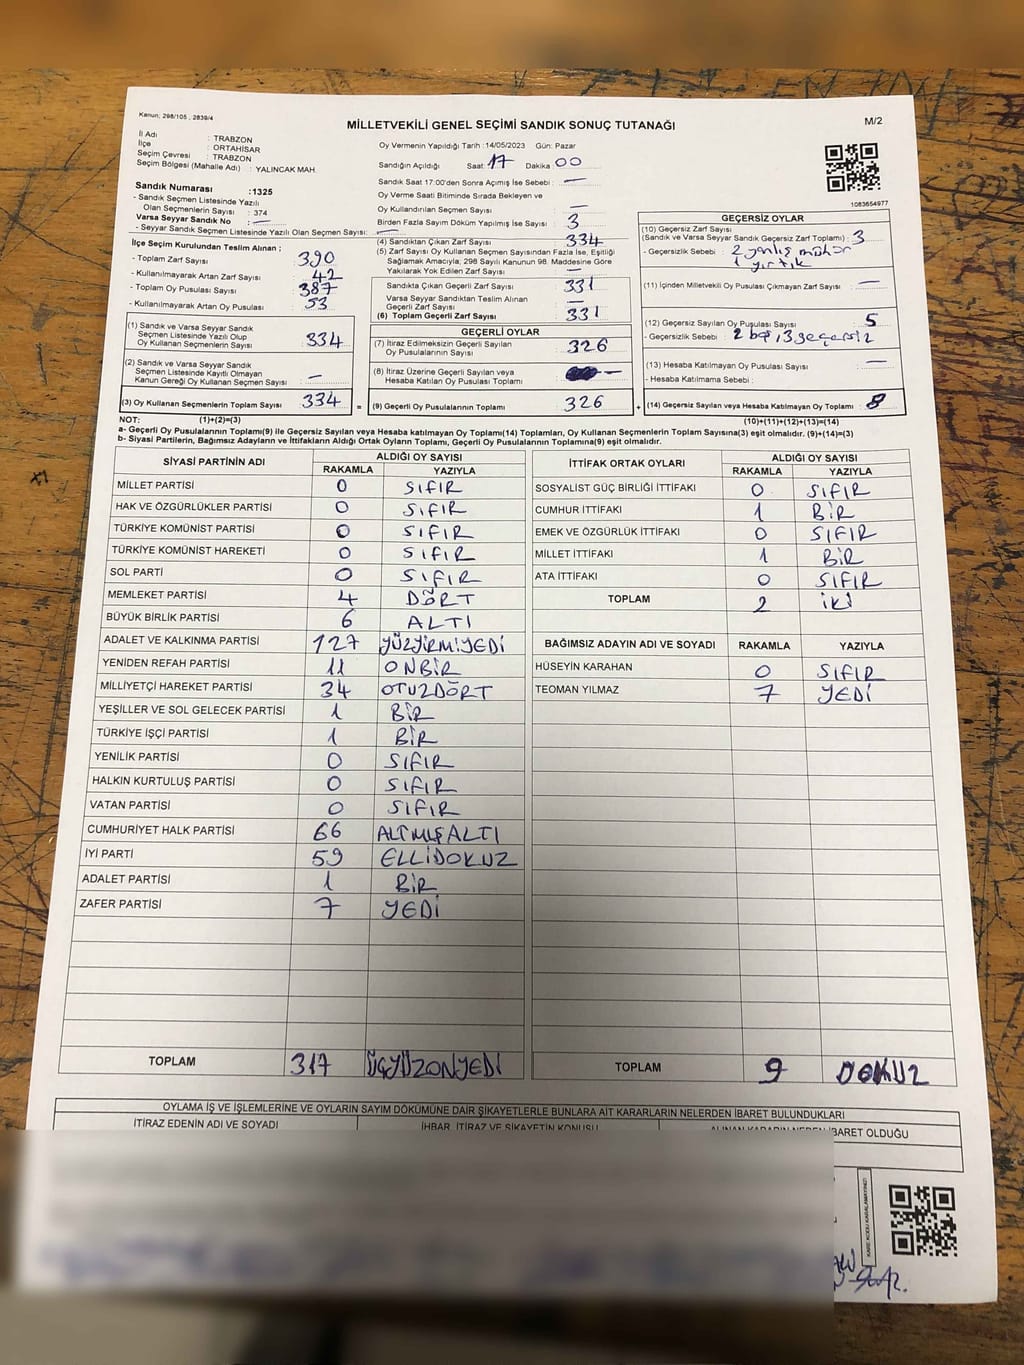 Kanun: 298/105 , 2839/4
MİLLETVEKİLİ GENEL SEÇİMİ SANDIK SONUÇ TUTANAĞI
M/2
İl Adı : TRABZON
İlçe : ORTAHİSAR
Seçim Çevresi : TRABZON
Seçim Bölgesi (Mahalle Adı) : YALINCAK MAH.
Oy Vermenin Yapıldığı Tarih : 14/05/2023 Gün: Pazar
Sandığın Açıldığı Saat: 17 Dakika: 00
Sandık Saat 17:00'den Sonra Açımış İse Sebebi : —
Oy Verme Saati Bitiminde Sırada Bekleyen ve
Oy Kullandırılan Seçmen Sayısı : —
Birden Fazla Sayım Döküm Yapılmış İse Sayısı : 3
Sandık Numarası : 1325
- Sandık Seçmen Listesinde Yazılı
Olan Seçmenlerin Sayısı : 374
Varsa Seyyar Sandık No : —
- Seyyar Sandık Seçmen Listesinde Yazılı Olan Seçmen Sayısı: —
1083654977
İlçe Seçim Kurulundan Teslim Alınan ;
- Toplam Zarf Sayısı : 390
- Kullanılmayarak Artan Zarf Sayısı : 42
- Toplam Oy Pusulası Sayısı : 387
- Kullanılmayarak Artan Oy Pusulası : 53
(1) Sandık ve Varsa Seyyar Sandık
Seçmen Listesinde Yazılı Olup
Oy Kullanan Seçmenlerin Sayısı : 334
(2) Sandık ve Varsa Seyyar Sandık
Seçmen Listesinde Kayıtlı Olmayan
Kanun Gereği Oy Kullanan Seçmen Sayısı : —
(3) Oy Kullanan Seçmenlerin Toplam Sayısı : 334 =
(4) Sandıktan Çıkan Zarf Sayısı : 334
(5) Zarf Sayısı Oy Kullanan Seçmen Sayısından Fazla İse, Eşitliği
Sağlamak Amacıyla; 298 Sayılı Kanunun 98. Maddesine Göre
Yakılarak Yok Edilen Zarf Sayısı : —
Sandıkta Çıkan Geçerli Zarf Sayısı : 331
Varsa Seyyar Sandıktan Teslim Alınan
Geçerli Zarf Sayısı : —
(6) Toplam Geçerli Zarf Sayısı : 331
GEÇERLİ OYLAR
(7) İtiraz Edilmeksizin Geçerli Sayılan
Oy Pusulalarının Sayısı : 326
(8) İtiraz Üzerine Geçerli Sayılan veya
Hesaba Katılan Oy Pusulası Toplamı : —
(9) Geçerli Oy Pusulalarının Toplamı : 326 +
GEÇERSİZ OYLAR
(10) Geçersiz Zarf Sayısı
(Sandık ve Varsa Seyyar Sandık Geçersiz Zarf Toplamı) : 3
- Geçersizlik Sebebi : 2 yanlış mühür
1 yırtık
(11) İçinden Milletvekili Oy Pusulası Çıkmayan Zarf Sayısı : —
(12) Geçersiz Sayılan Oy Pusulası Sayısı : 5
- Geçersizlik Sebebi : 2 boş, 3 geçersiz
(13) Hesaba Katılmayan Oy Pusulası Sayısı : —
- Hesaba Katılmama Sebebi :
(14) Geçersiz Sayılan veya Hesaba Katılmayan Oy Toplamı : 8
NOT: (1)+(2)=(3) (10)+(11)+(12)+(13)=(14)
a- Geçerli Oy Pusulalarının Toplamı(9) ile Geçersiz Sayılan veya Hesaba Katılmayan Oy Toplamı(14) Toplamları, Oy Kullanan Seçmenlerin Toplam Sayısına(3) eşit olmalıdır. (9)+(14)=(3)
b- Siyasi Partilerin, Bağımsız Adayların ve İttifakların Aldığı Ortak Oyların Toplamı, Geçerli Oy Pusulalarının Toplamına(9) eşit olmalıdır.
SİYASİ PARTİNİN ADI ALDIĞI OY SAYISI
RAKAMLA YAZIYLA
MİLLET PARTİSİ 0 SIFIR
HAK VE ÖZGÜRLÜKLER PARTİSİ 0 SIFIR
TÜRKİYE KOMÜNİST PARTİSİ 0 SIFIR
TÜRKİYE KOMÜNİST HAREKETİ 0 SIFIR
SOL PARTİ 0 SIFIR
MEMLEKET PARTİSİ 4 DÖRT
BÜYÜK BİRLİK PARTİSİ 6 ALTI
ADALET VE KALKINMA PARTİSİ 127 YÜZYİRMİYEDİ
YENİDEN REFAH PARTİSİ 11 ONBİR
MİLLİYETÇİ HAREKET PARTİSİ 34 OTUZDÖRT
YEŞİLLER VE SOL GELECEK PARTİSİ 1 BİR
TÜRKİYE İŞÇİ PARTİSİ 1 BİR
YENİLİK PARTİSİ 0 SIFIR
HALKIN KURTULUŞ PARTİSİ 0 SIFIR
VATAN PARTİSİ 0 SIFIR
CUMHURİYET HALK PARTİSİ 66 ALTMIŞALTI
İYİ PARTİ 59 ELLİDOKUZ
ADALET PARTİSİ 1 BİR
ZAFER PARTİSİ 7 YEDİ
TOPLAM 317 ÜÇYÜZONYEDİ
İTTİFAK ORTAK OYLARI ALDIĞI OY SAYISI
RAKAMLA YAZIYLA
SOSYALİST GÜÇ BİRLİĞİ İTTİFAKI 0 SIFIR
CUMHUR İTTİFAKI 1 BİR
EMEK VE ÖZGÜRLÜK İTTİFAKI 0 SIFIR
MİLLET İTTİFAKI 1 BİR
ATA İTTİFAKI 0 SIFIR
TOPLAM 2 İKİ
BAĞIMSIZ ADAYIN ADI VE SOYADI RAKAMLA YAZIYLA
HÜSEYİN KARAHAN 0 SIFIR
TEOMAN YILMAZ 7 YEDİ
TOPLAM 9 DOKUZ
OYLAMA İŞ VE İŞLEMLERİNE VE OYLARIN SAYIM DÖKÜMÜNE DAİR ŞİKAYETLERLE BUNLARA AİT KARARLARIN NELERDEN İBARET BULUNDUKLARI
İTİRAZ EDENİN ADI VE SOYADI İHBAR, İTİRAZ VE ŞİKAYETİN KONUSU ALINAN KARARIN NEDEN İBARET OLDUĞU
KARE KODU KARALAMAYINIZ!